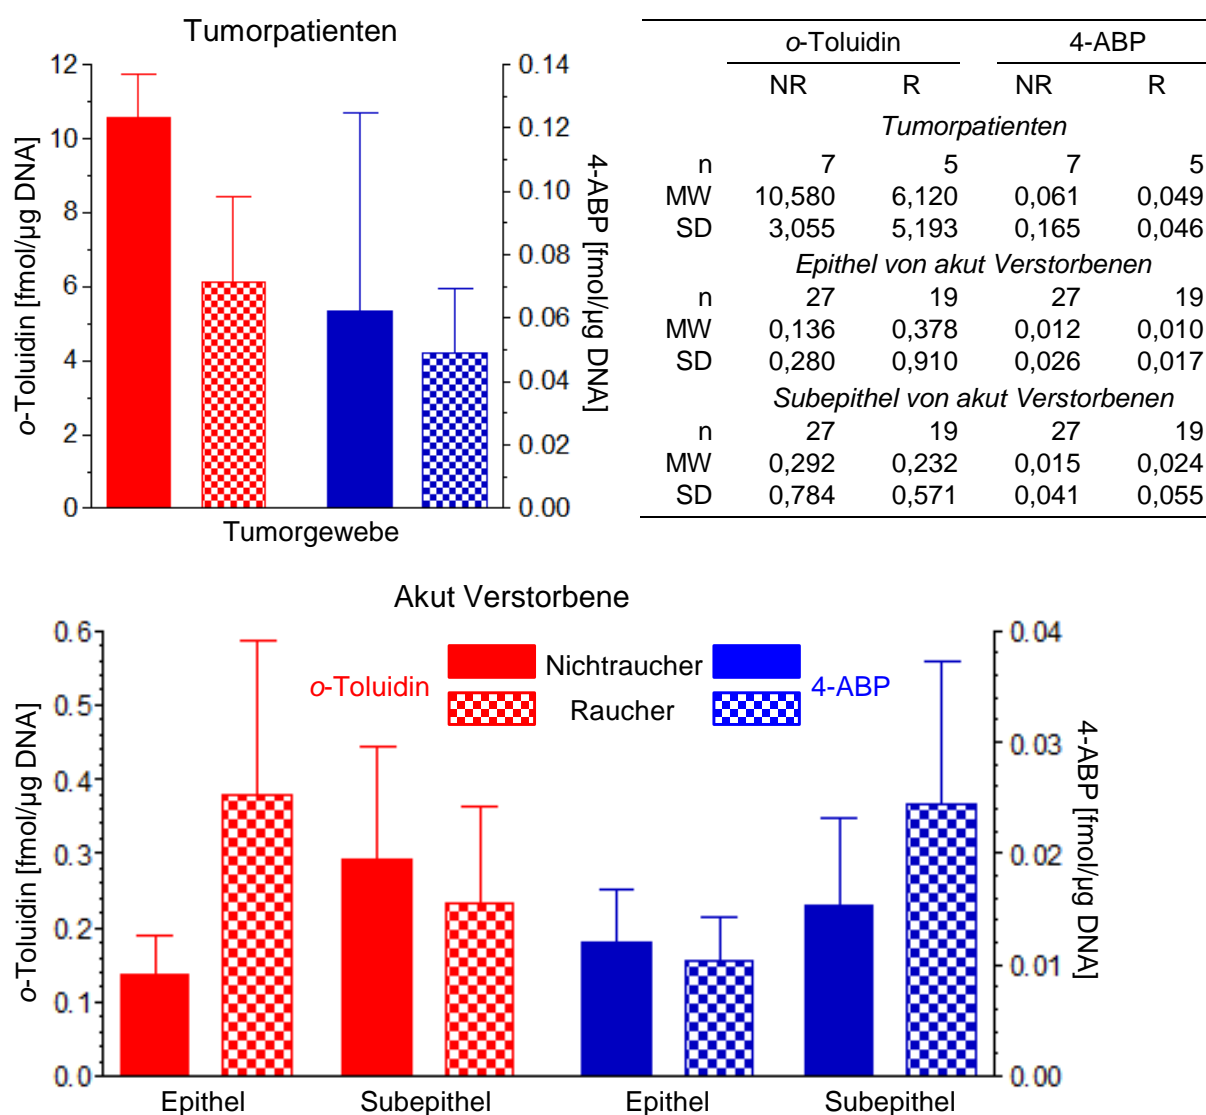 Tumorpatienten
12
10
8
6
4
2
0
o-Toluidin [fmol/µg DNA]
0.14
0.12
0.10
0.08
0.06
0.04
0.02
0.00
4-ABP [fmol/µg DNA]
Tumorgewebe
o-Toluidin 4-ABP
NR R NR R
Tumorpatienten
n 7 5 7 5
MW 10,580 6,120 0,061 0,049
SD 3,055 5,193 0,165 0,046
Epithel von akut Verstorbenen
n 27 19 27 19
MW 0,136 0,378 0,012 0,010
SD 0,280 0,910 0,026 0,017
Subepithel von akut Verstorbenen
n 27 19 27 19
MW 0,292 0,232 0,015 0,024
SD 0,784 0,571 0,041 0,055
Akut Verstorbene
o-Toluidin
Nichtraucher
Raucher
4-ABP
0.6
0.5
0.4
0.3
0.2
0.1
0.0
o-Toluidin [fmol/µg DNA]
0.04
0.03
0.02
0.01
0.00
4-ABP [fmol/µg DNA]
Epithel Subepithel Epithel Subepithel